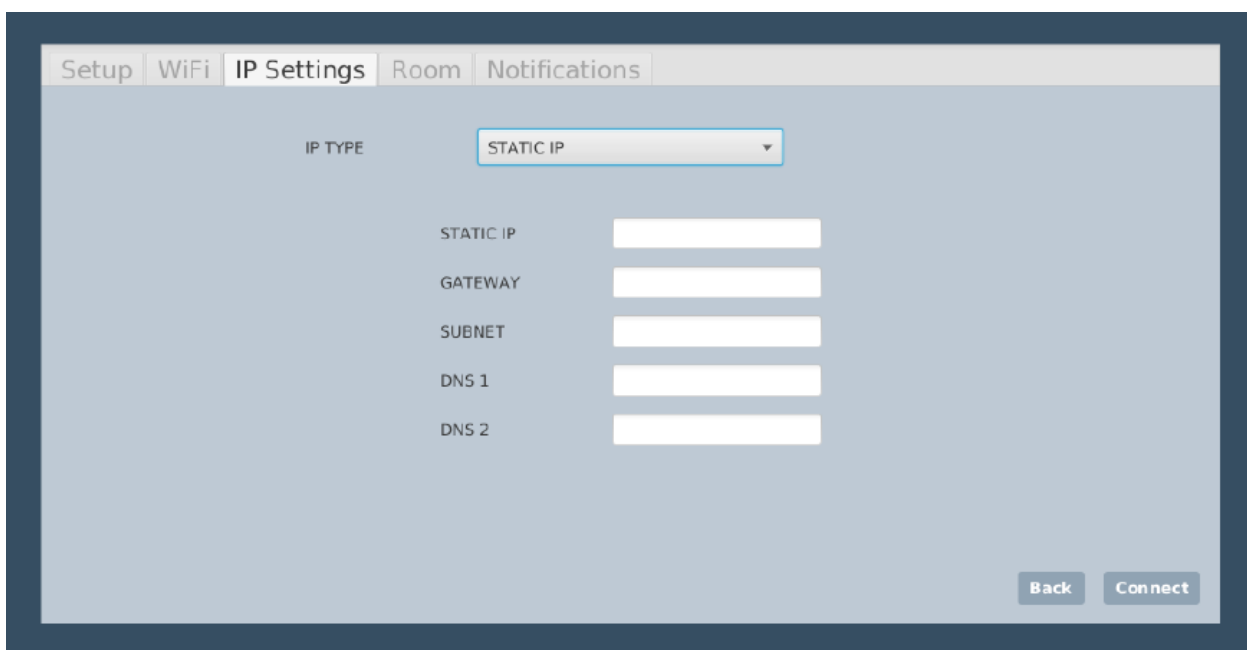 Setup WiFi IP Settings Room Notifications
IP TYPE STATIC IP
STATIC IP
GATEWAY
SUBNET
DNS 1
DNS 2
Back Connect